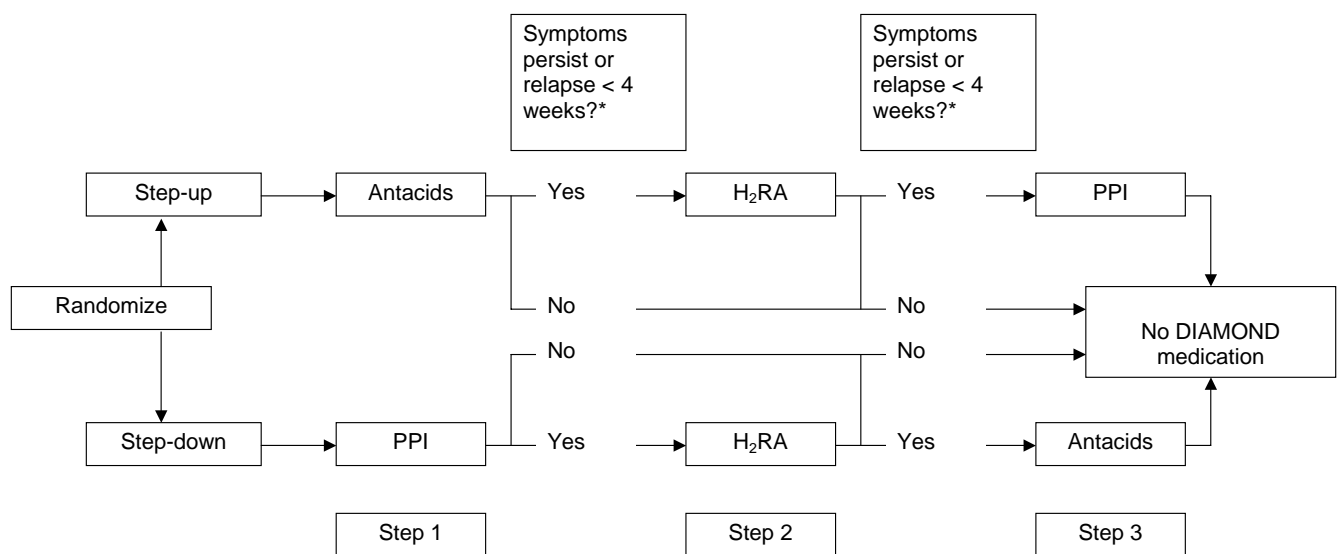 Symptoms
persist or
relapse < 4
weeks?*
Symptoms
persist or
relapse < 4
weeks?*
Step-up
Antacids
Yes
H₂RA
Yes
PPI
Randomize
No
No
No DIAMOND
medication
No
No
Step-down
PPI
Yes
H₂RA
Yes
Antacids
Step 1
Step 2
Step 3